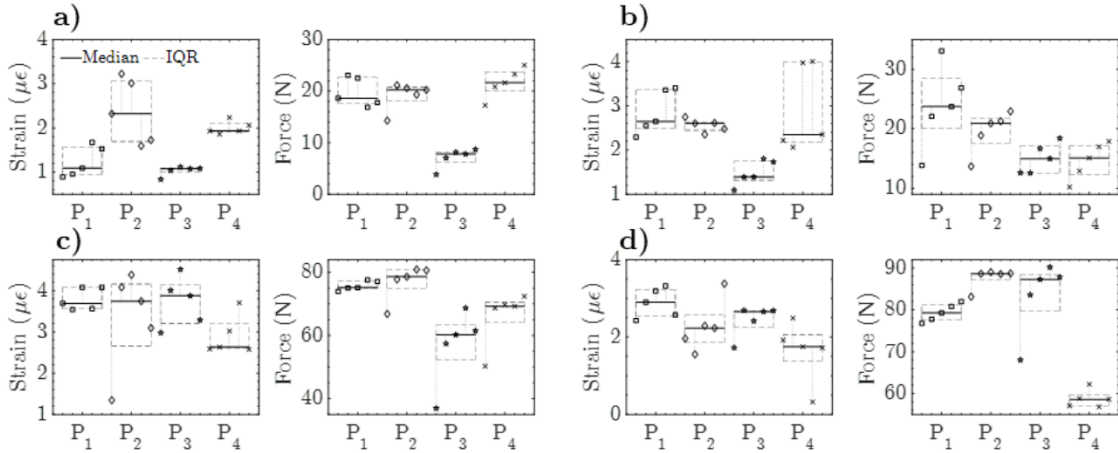 a)
Strain (με)
4
3
2
1
Median
IQR
P1 P2 P3 P4
Force (N)
30
20
10
0
P1 P2 P3 P4
b)
Strain (με)
4
3
2
1
P1 P2 P3 P4
Force (N)
30
20
10
P1 P2 P3 P4
c)
Strain (με)
4
3
2
1
P1 P2 P3 P4
Force (N)
80
60
40
P1 P2 P3 P4
d)
Strain (με)
4
2
0
P1 P2 P3 P4
Force (N)
90
80
70
60
P1 P2 P3 P4